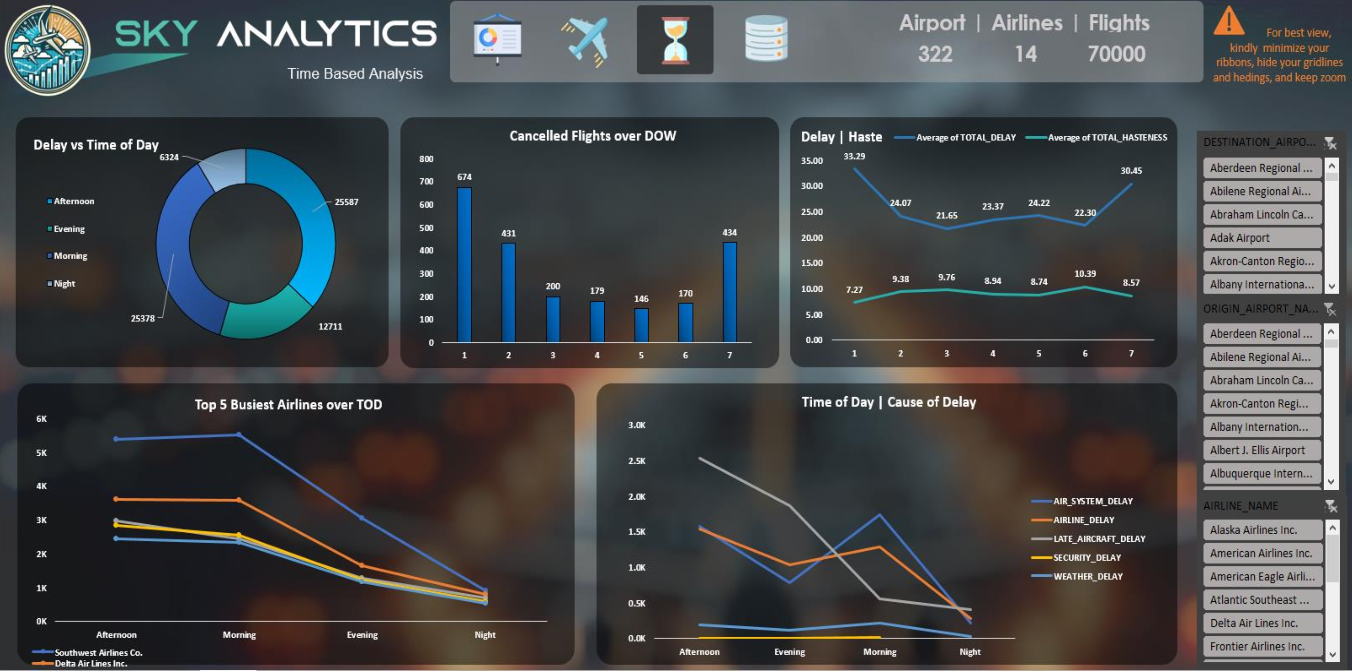 SKY ANALYTICS
Time Based Analysis
Airport | Airlines | Flights
322 14 70000
For best view,
kindly minimize your
ribbons, hide your gridlines
and hedings, and keep zoom
Delay vs Time of Day
6324
25587
25378
12711
Afternoon
Evening
Morning
Night
Cancelled Flights over DOW
800
700
600
500
400
300
200
100
0
674
431
200
179
146
170
434
1 2 3 4 5 6 7
Delay | Haste
Average of TOTAL_DELAY
Average of TOTAL_HASTENESS
35.00
30.00
25.00
20.00
15.00
10.00
5.00
0.00
33.29
24.07
21.65
23.37
24.22
22.30
30.45
7.27
9.38
9.76
8.94
8.74
10.39
8.57
1 2 3 4 5 6 7
DESTINATION_AIRPO...
Aberdeen Regional ...
Abilene Regional Ai...
Abraham Lincoln Ca...
Adak Airport
Akron-Canton Regio...
Albany Internationa...
ORIGIN_AIRPORT_NA...
Aberdeen Regional ...
Abilene Regional Ai...
Abraham Lincoln Ca...
Akron-Canton Regi...
Albany Internation...
Albert J. Ellis Airport
Albuquerque Intern...
AIRLINE_NAME
Alaska Airlines Inc.
American Airlines Inc.
American Eagle Airli...
Atlantic Southeast ...
Delta Air Lines Inc.
Frontier Airlines Inc.
Top 5 Busiest Airlines over TOD
6K
5K
4K
3K
2K
1K
0K
Afternoon Morning Evening Night
Southwest Airlines Co.
Delta Air Lines Inc.
Time of Day | Cause of Delay
3.0K
2.5K
2.0K
1.5K
1.0K
0.5K
0.0K
Afternoon Evening Morning Night
AIR_SYSTEM_DELAY
AIRLINE_DELAY
LATE_AIRCRAFT_DELAY
SECURITY_DELAY
WEATHER_DELAY